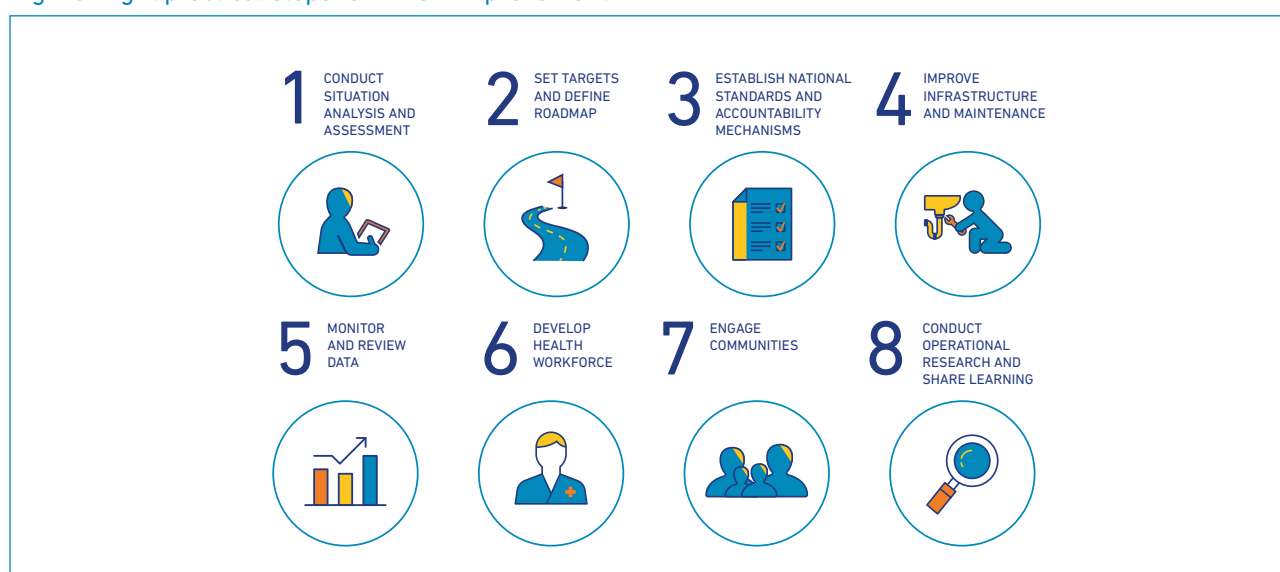 1
CONDUCT
SITUATION
ANALYSIS AND
ASSESSMENT
2
SET TARGETS
AND DEFINE
ROADMAP
3
ESTABLISH NATIONAL
STANDARDS AND
ACCOUNTABILITY
MECHANISMS
4
IMPROVE
INFRASTRUCTURE
AND MAINTENANCE
5
MONITOR
AND REVIEW
DATA
6
DEVELOP
HEALTH
WORKFORCE
7
ENGAGE
COMMUNITIES
8
CONDUCT
OPERATIONAL
RESEARCH AND
SHARE LEARNING